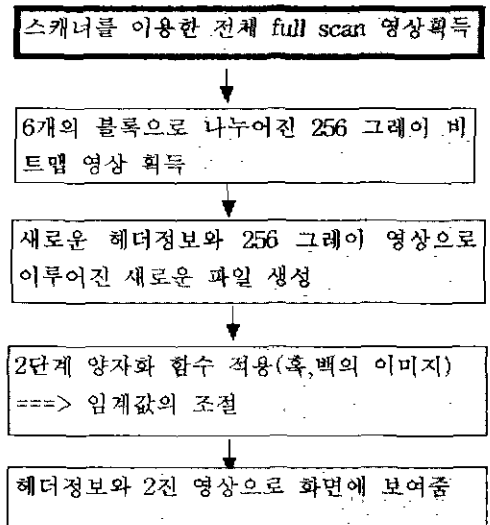 스캐너를 이용한 전체 full scan 영상획득
6개의 블록으로 나누어진 256 그레이 비
트맵 영상 획득
새로운 헤더정보와 256 그레이 영상으로
이루어진 새로운 파일 생성
2단계 양자화 함수 적용(흑,백의 이미지)
===> 임계값의 조절
헤더정보와 2진 영상으로 화면에 보여줌